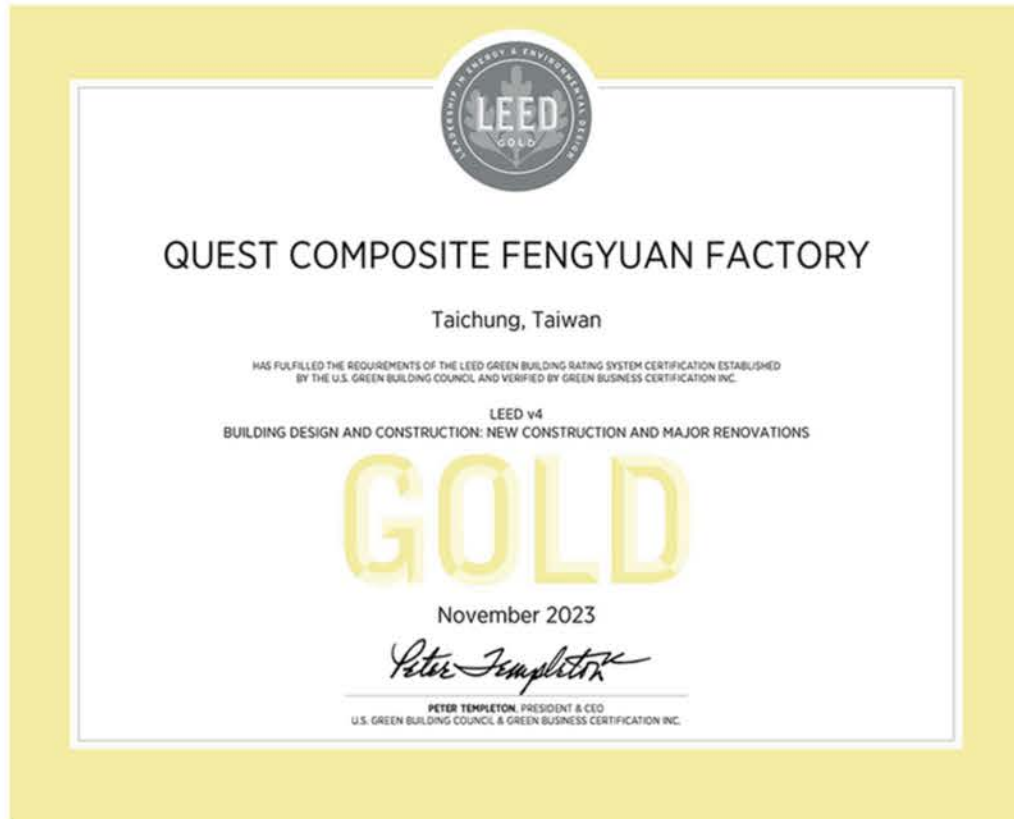 LEADERSHIP IN ENERGY & ENVIRONMENTAL DESIGN
LEED
GOLD
QUEST COMPOSITE FENGYUAN FACTORY
Taichung, Taiwan
HAS FULFILLED THE REQUIREMENTS OF THE LEED GREEN BUILDING RATING SYSTEM CERTIFICATION ESTABLISHED
BY THE U.S. GREEN BUILDING COUNCIL AND VERIFIED BY GREEN BUSINESS CERTIFICATION INC.
LEED v4
BUILDING DESIGN AND CONSTRUCTION: NEW CONSTRUCTION AND MAJOR RENOVATIONS
GOLD
November 2023
Peter Templeton
PETER TEMPLETON, PRESIDENT & CEO
U.S. GREEN BUILDING COUNCIL & GREEN BUSINESS CERTIFICATION INC.